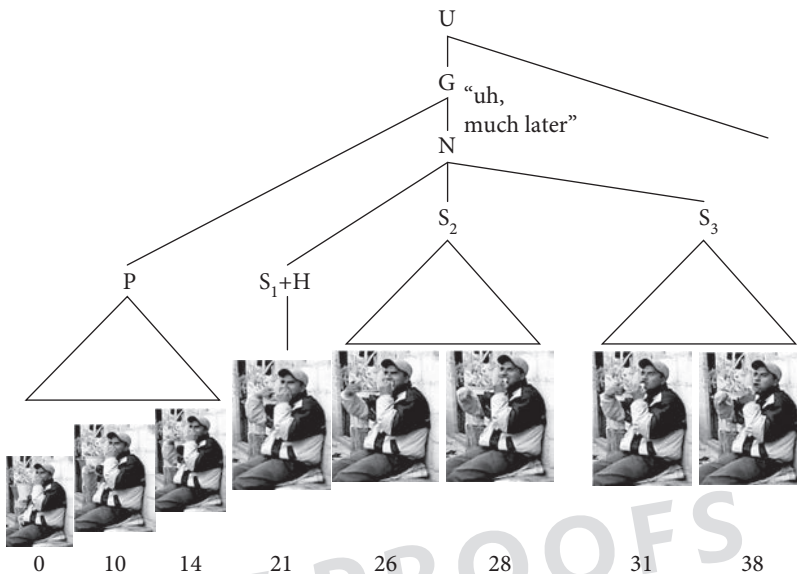 U
G
“uh,
much later”
N
S₂ S₃
P S₁+H
PROOFS
0 10 14 21 26 28 31 38